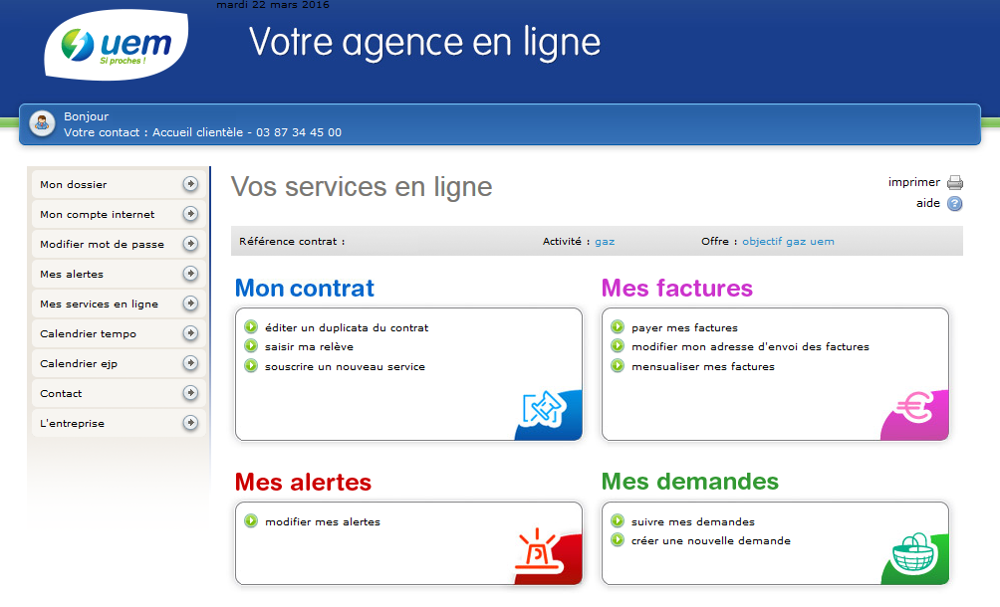 mardi 22 mars 2016
uem
Si proches !
Votre agence en ligne
Bonjour
Votre contact : Accueil clientèle - 03 87 34 45 00
Mon dossier
Mon compte internet
Modifier mot de passe
Mes alertes
Mes services en ligne
Calendrier tempo
Calendrier ejp
Contact
L'entreprise
Vos services en ligne
imprimer
aide ?
Référence contrat : Activité : gaz Offre : objectif gaz uem
Mon contrat
éditer un duplicata du contrat
saisir ma relève
souscrire un nouveau service
Mes factures
payer mes factures
modifier mon adresse d'envoi des factures
mensualiser mes factures
€
Mes alertes
modifier mes alertes
Mes demandes
suivre mes demandes
créer une nouvelle demande